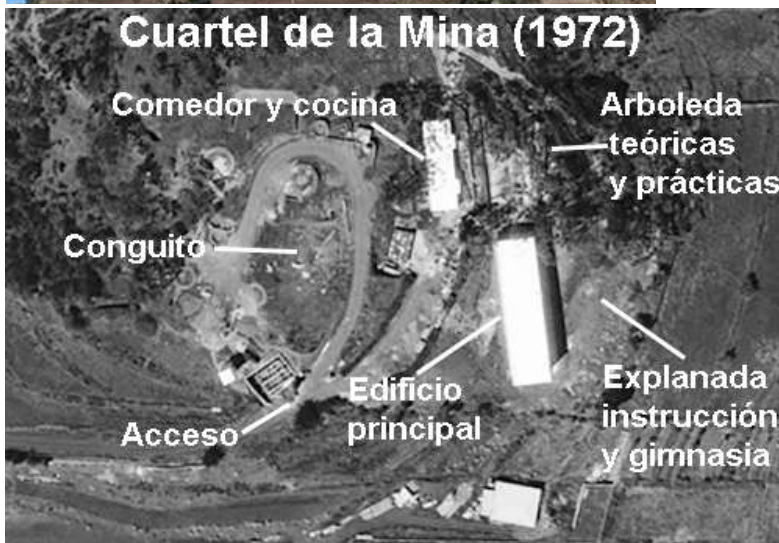 Cuartel de la Mina (1972)
Comedor y cocina
Arboleda
teóricas
y prácticas
Conguito
Acceso
Edificio
principal
Explanada
instrucción
y gimnasia